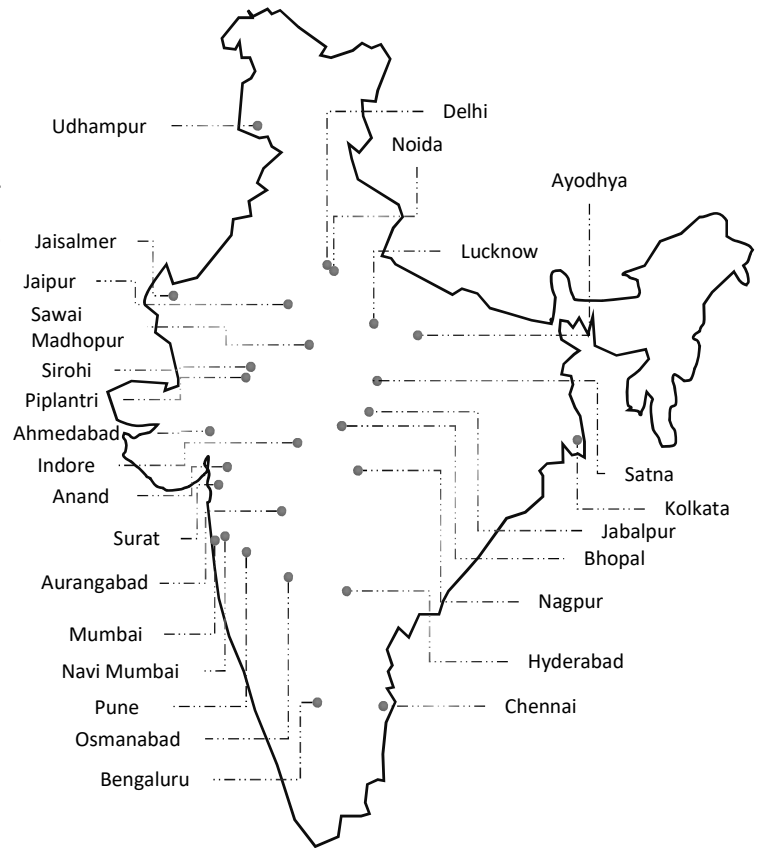 Delhi
Udhampur
Noida
Ayodhya
Jaisalmer
Lucknow
Jaipur
Sawai
Madhopur
Sirohi
Piplantri
Ahmedabad
Indore
Satna
Anand
Kolkata
Jabalpur
Surat
Bhopal
Aurangabad
Nagpur
Mumbai
Hyderabad
Navi Mumbai
Pune
Chennai
Osmanabad
Bengaluru